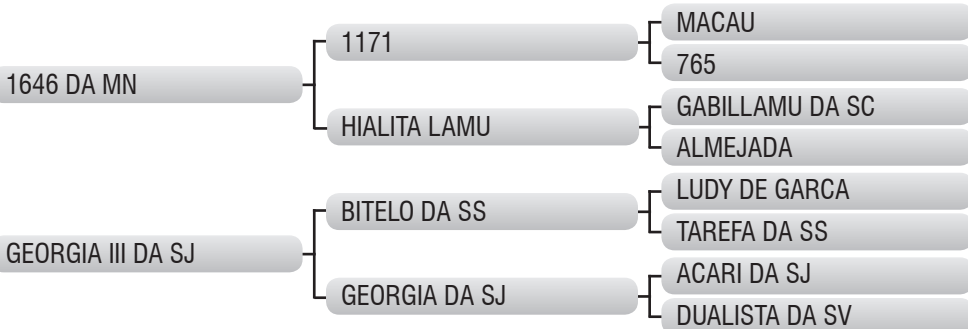 1646 DA MN
1171
MACAU
765
HIALITA LAMU
GABILLAMU DA SC
ALMEJADA
GEORGIA III DA SJ
BITELO DA SS
LUDY DE GARCA
TAREFA DA SS
GEORGIA DA SJ
ACARI DA SJ
DUALISTA DA SV